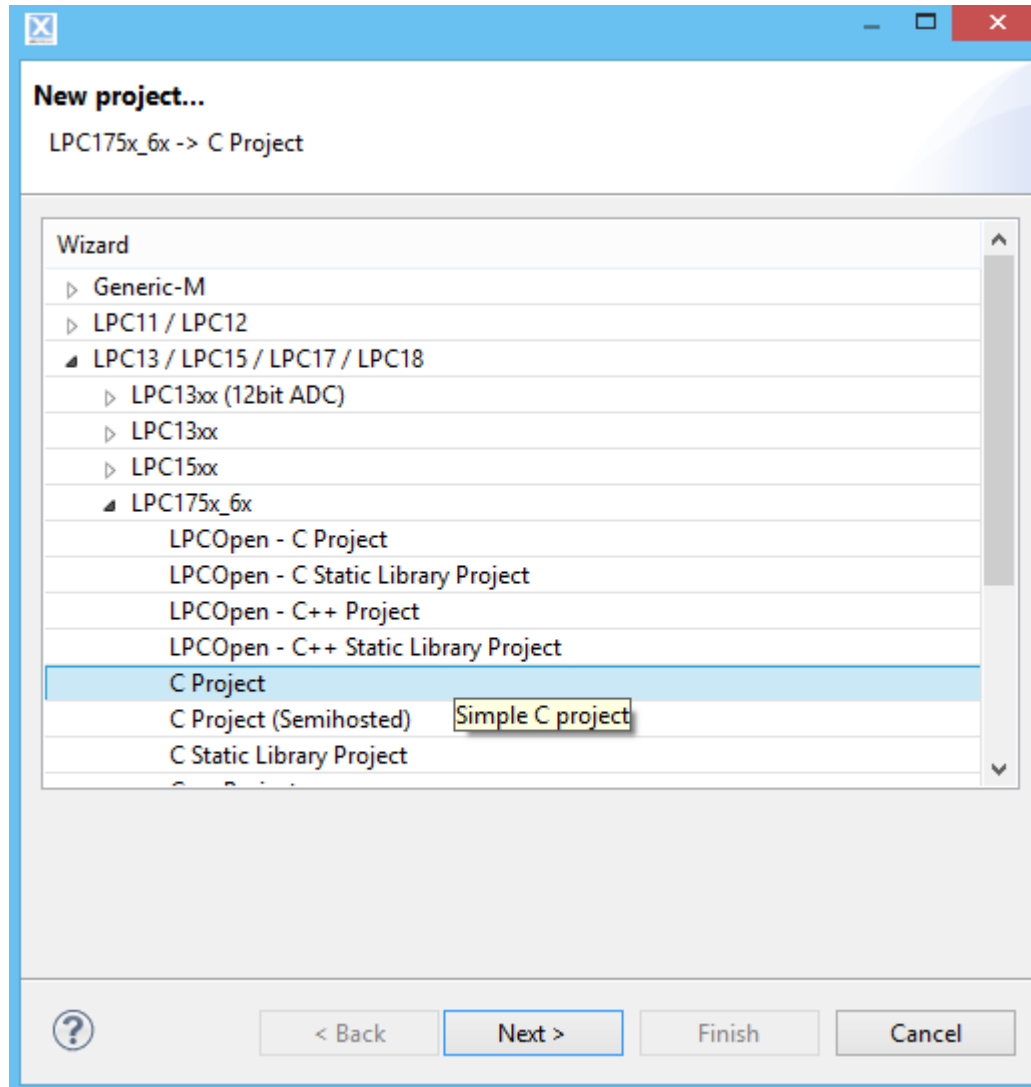 New project...
LPC175x_6x -> C Project
Wizard
Generic-M
LPC11 / LPC12
LPC13 / LPC15 / LPC17 / LPC18
LPC13xx (12bit ADC)
LPC13xx
LPC15xx
LPC175x_6x
LPCOpen - C Project
LPCOpen - C Static Library Project
LPCOpen - C++ Project
LPCOpen - C++ Static Library Project
C Project
C Project (Semihosted)
Simple C project
C Static Library Project
< Back
Next >
Finish
Cancel